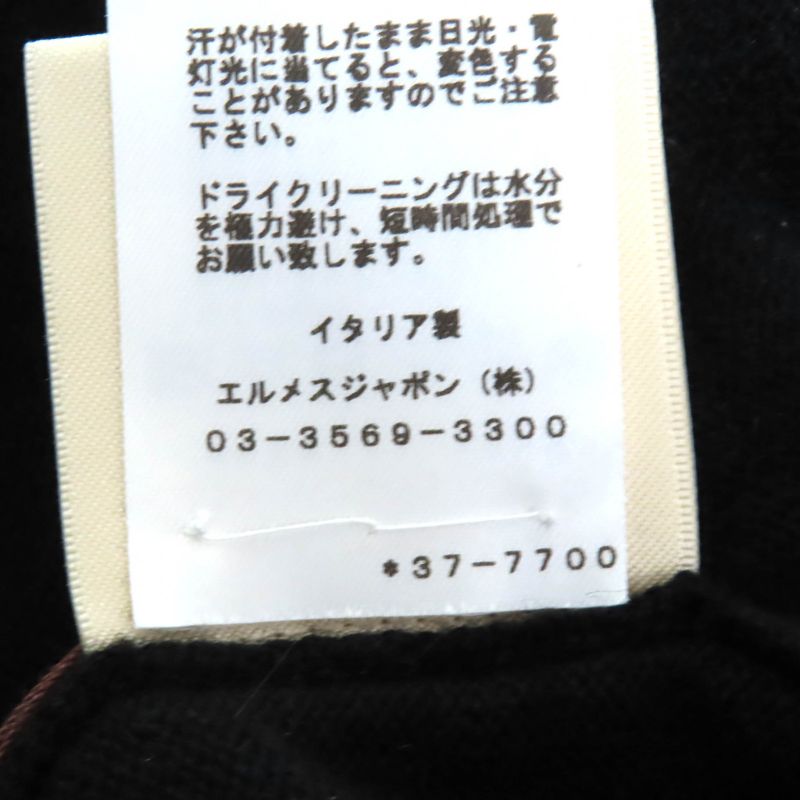 汗が付着したまま日光・電
灯光に当てると、変色する
ことがありますのでご注意
下さい。
ドライクリーニングは水分
を極力避け、短時間処理で
お願い致します。
イタリア製
エルメスジャポン（株）
０３－３５６９－３３００
*３７－７７００